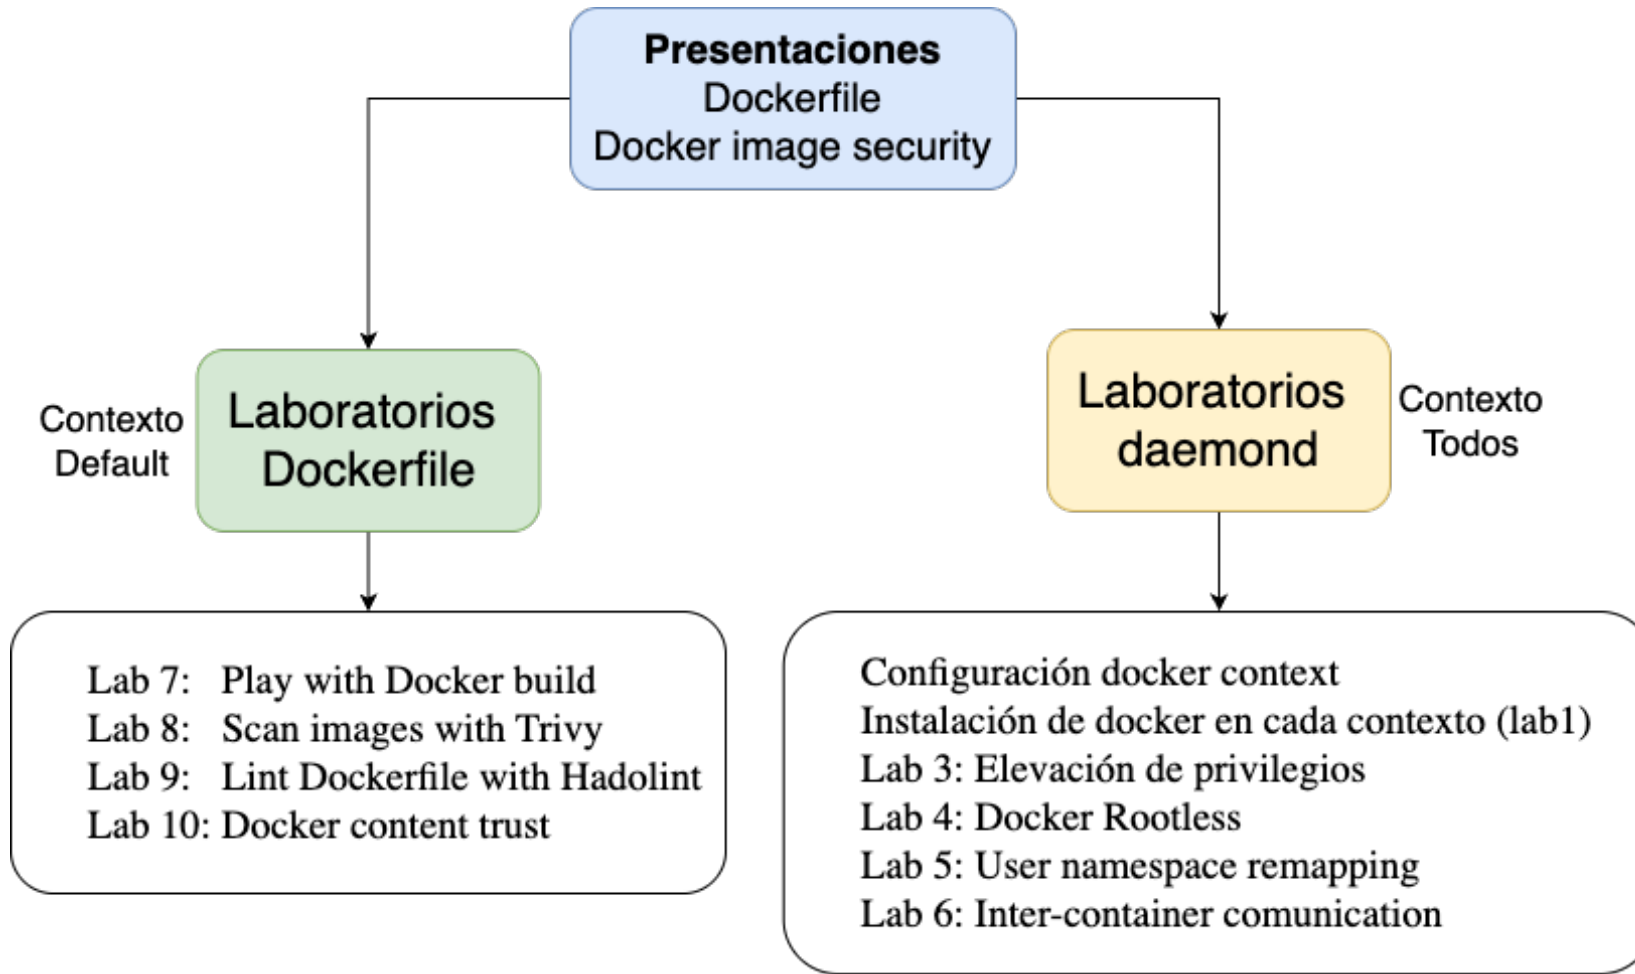 Presentaciones
Dockerfile
Docker image security
Contexto
Default
Laboratorios
Dockerfile
Laboratorios
daemond
Contexto
Todos
Lab 7: Play with Docker build
Lab 8: Scan images with Trivy
Lab 9: Lint Dockerfile with Hadolint
Lab 10: Docker content trust
Configuración docker context
Instalación de docker en cada contexto (lab1)
Lab 3: Elevación de privilegios
Lab 4: Docker Rootless
Lab 5: User namespace remapping
Lab 6: Inter-container comunication